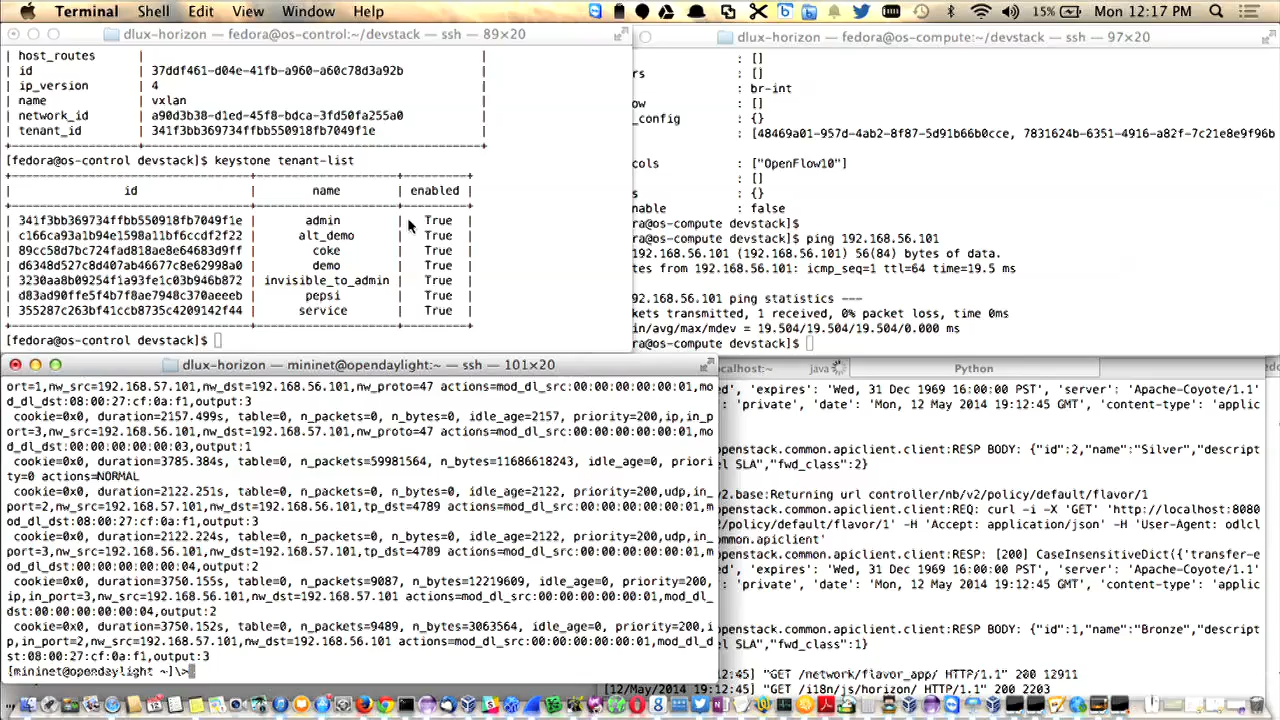 Terminal Shell Edit View Window Help 15% Mon 12:17 PM
dlux-horizon — fedora@os-control:~/devstack — ssh — 89×20
| host_routes |
| id | 37ddf461-d04e-41fb-a960-a60c78d3a92b |
| ip_version | 4 |
| name | vxlan |
| network_id | a90d3b38-d1ed-45f8-bdca-3fd50fa255a0 |
| tenant_id | 341f3bb369734ffbb550918fb7049f1e |
[fedora@os-control devstack]$ keystone tenant-list
| id | name | enabled |
| 341f3bb369734ffbb550918fb7049f1e | admin | True |
| c166ca93a1b94e1598a11bf6ccdf2f22 | alt_demo | True |
| 89cc58d7bc724fad818ae8e64683d9ff | coke | True |
| d6348d527c8d407ab46677c8e62998a0 | demo | True |
| 3230aa8b09254f1a93fe1c03b946b872 | invisible_to_admin | True |
| d83ad90ffe5f4b7f8ae7948c370aeeeb | pepsi | True |
| 355287c263bf41ccb8735c4209142f44 | service | True |
[fedora@os-control devstack]$
dlux-horizon — fedora@os-compute:~/devstack — ssh — 97×20
: []
rs : []
: br-int
ow : []
_config : {}
: [48469a01-957d-4ab2-8f87-5d91b66b0cce, 7831624b-6351-4916-a82f-7c21e8e9f96b
cols : ["OpenFlow10"]
: []
s : {}
nable : false
ra@os-compute devstack]$
ra@os-compute devstack]$ ping 192.168.56.101
192.168.56.101 (192.168.56.101) 56(84) bytes of data.
tes from 192.168.56.101: icmp_seq=1 ttl=64 time=19.5 ms
92.168.56.101 ping statistics ---
kets transmitted, 1 received, 0% packet loss, time 0ms
in/avg/max/mdev = 19.504/19.504/19.504/0.000 ms
ra@os-compute devstack]$
dlux-horizon — mininet@opendaylight:~ — ssh — 101×20
ort=1,nw_src=192.168.57.101,nw_dst=192.168.56.101,nw_proto=47 actions=mod_dl_src:00:00:00:00:00:01,mo
d_dl_dst:08:00:27:cf:0a:f1,output:3
cookie=0x0, duration=2157.499s, table=0, n_packets=0, n_bytes=0, idle_age=2157, priority=200,ip,in_p
ort=3,nw_src=192.168.56.101,nw_dst=192.168.57.101,nw_proto=47 actions=mod_dl_src:00:00:00:00:00:01,mo
d_dl_dst:00:00:00:00:00:03,output:1
cookie=0x0, duration=3785.384s, table=0, n_packets=59981564, n_bytes=11686618243, idle_age=0, priori
ty=0 actions=NORMAL
cookie=0x0, duration=2122.251s, table=0, n_packets=0, n_bytes=0, idle_age=2122, priority=200,udp,in_
port=2,nw_src=192.168.57.101,nw_dst=192.168.56.101,tp_dst=4789 actions=mod_dl_src:00:00:00:00:00:01,m
od_dl_dst:08:00:27:cf:0a:f1,output:3
cookie=0x0, duration=2122.224s, table=0, n_packets=0, n_bytes=0, idle_age=2122, priority=200,udp,in_
port=3,nw_src=192.168.56.101,nw_dst=192.168.57.101,tp_dst=4789 actions=mod_dl_src:00:00:00:00:00:01,m
od_dl_dst:00:00:00:00:00:04,output:2
cookie=0x0, duration=3750.155s, table=0, n_packets=9087, n_bytes=12219609, idle_age=0, priority=200,
ip,in_port=3,nw_src=192.168.56.101,nw_dst=192.168.57.101 actions=mod_dl_src:00:00:00:00:00:01,mod_dl_
dst:00:00:00:00:00:04,output:2
cookie=0x0, duration=3750.152s, table=0, n_packets=9489, n_bytes=3063564, idle_age=0, priority=200,i
p,in_port=2,nw_src=192.168.57.101,nw_dst=192.168.56.101 actions=mod_dl_src:00:00:00:00:00:01,mod_dl_d
st:08:00:27:cf:0a:f1,output:3
[mininet@opendaylight ~]\>
ocalhost:~ java Python
ed', 'expires': 'Wed, 31 Dec 1969 16:00:00 PST', 'server': 'Apache-Coyote/1.1'
: 'private', 'date': 'Mon, 12 May 2014 19:12:45 GMT', 'content-type': 'applic
openstack.common.apiclient.client:RESP BODY: {"id":2,"name":"Silver","descript
el SLA","fwd_class":2}
v2.base:Returning url controller/nb/v2/policy/default/flavor/1
openstack.common.apiclient.client:REQ: curl -i -X 'GET' 'http://localhost:8080
v2/policy/default/flavor/1' -H 'Accept: application/json' -H 'User-Agent: odlcl
ommon.apiclient'
openstack.common.apiclient.client:RESP: [200] CaseInsensitiveDict({'transfer-e
ed', 'expires': 'Wed, 31 Dec 1969 16:00:00 PST', 'server': 'Apache-Coyote/1.1'
: 'private', 'date': 'Mon, 12 May 2014 19:12:45 GMT', 'content-type': 'applic
openstack.common.apiclient.client:RESP BODY: {"id":1,"name":"Bronze","descript
el SLA","fwd_class":1}
12:45] "GET /network/flavor_app/ HTTP/1.1" 200 12911
[12/May/2014 19:12:45] "GET /i18n/js/horizon/ HTTP/1.1" 200 2203